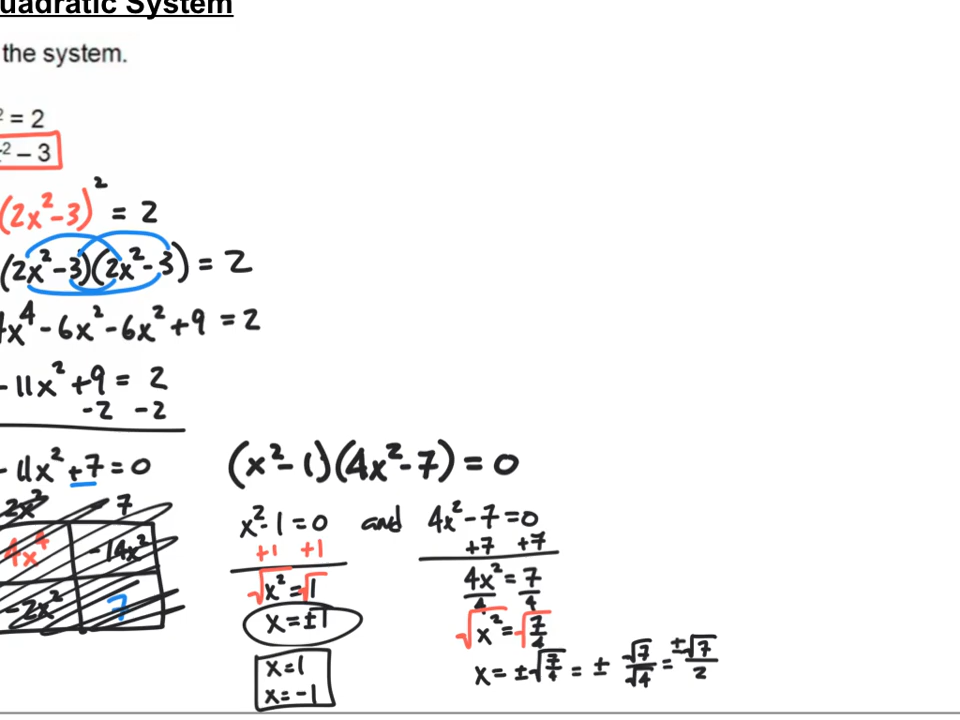 uadratic System
the system.
² = 2
² – 3
(2x²-3)² = 2
(2x²-3)(2x²-3) = 2
4x⁴-6x²-6x²+9 = 2
-11x²+9 = 2
-2 -2
-11x²+7=0
2x² 7
4x⁴ -14x²
-2x² 7
(x²-1)(4x²-7)=0
x²-1=0 and 4x²-7=0
+1 +1 +7 +7
√x²=√1 4x²/4=7/4
x=±1 √x²=√7/4
x=1 x=±√7/4=±√7/√4=±√7/2
x=-1